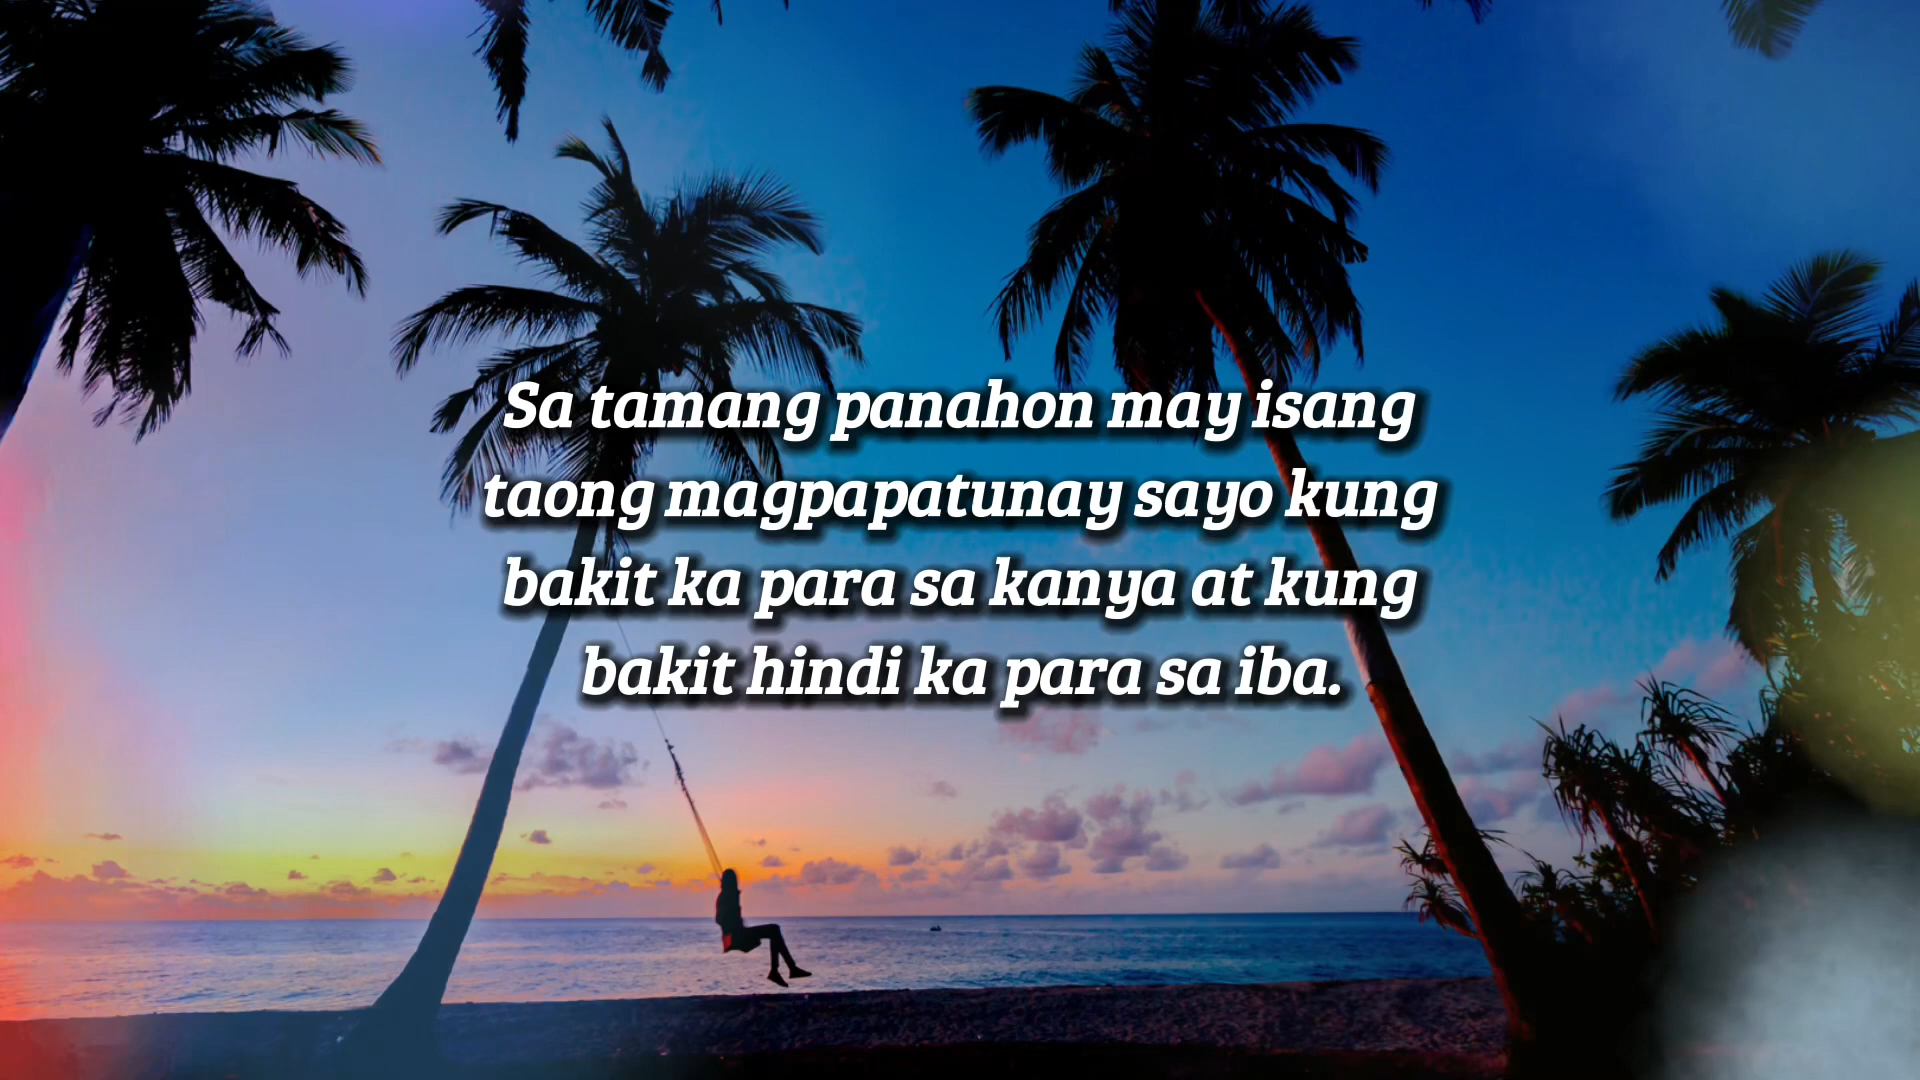 Sa tamang panahon may isang
taong magpapatunay sayo kung
bakit ka para sa kanya at kung
bakit hindi ka para sa iba.